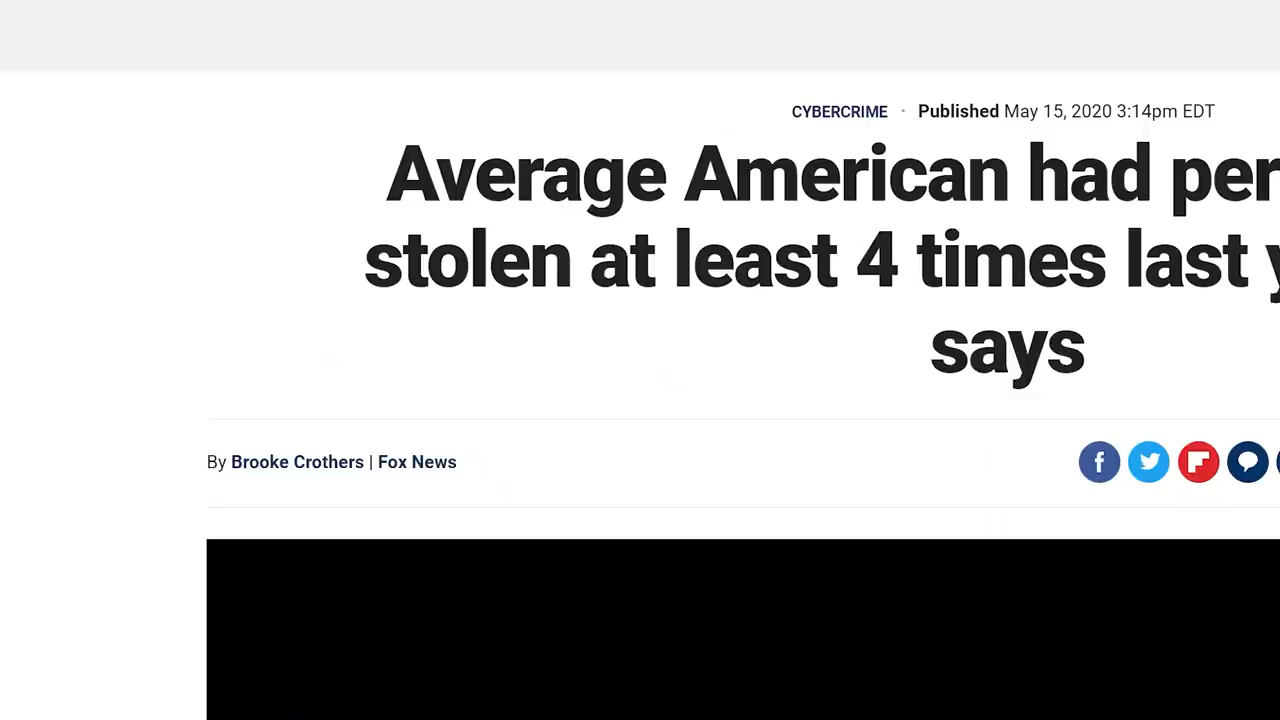 CYBERCRIME · Published May 15, 2020 3:14pm EDT
Average American had per
stolen at least 4 times last y
says
By Brooke Crothers | Fox News